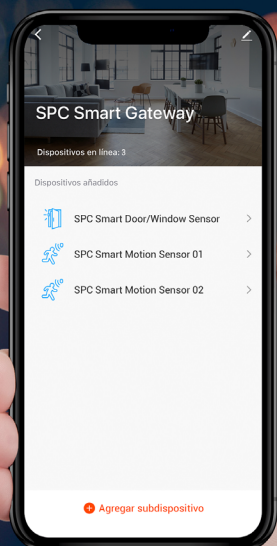 SPC Smart Gateway
Dispositivos en línea: 3
Dispositivos añadidos
SPC Smart Door/Window Sensor
SPC Smart Motion Sensor 01
SPC Smart Motion Sensor 02
Agregar subdispositivo